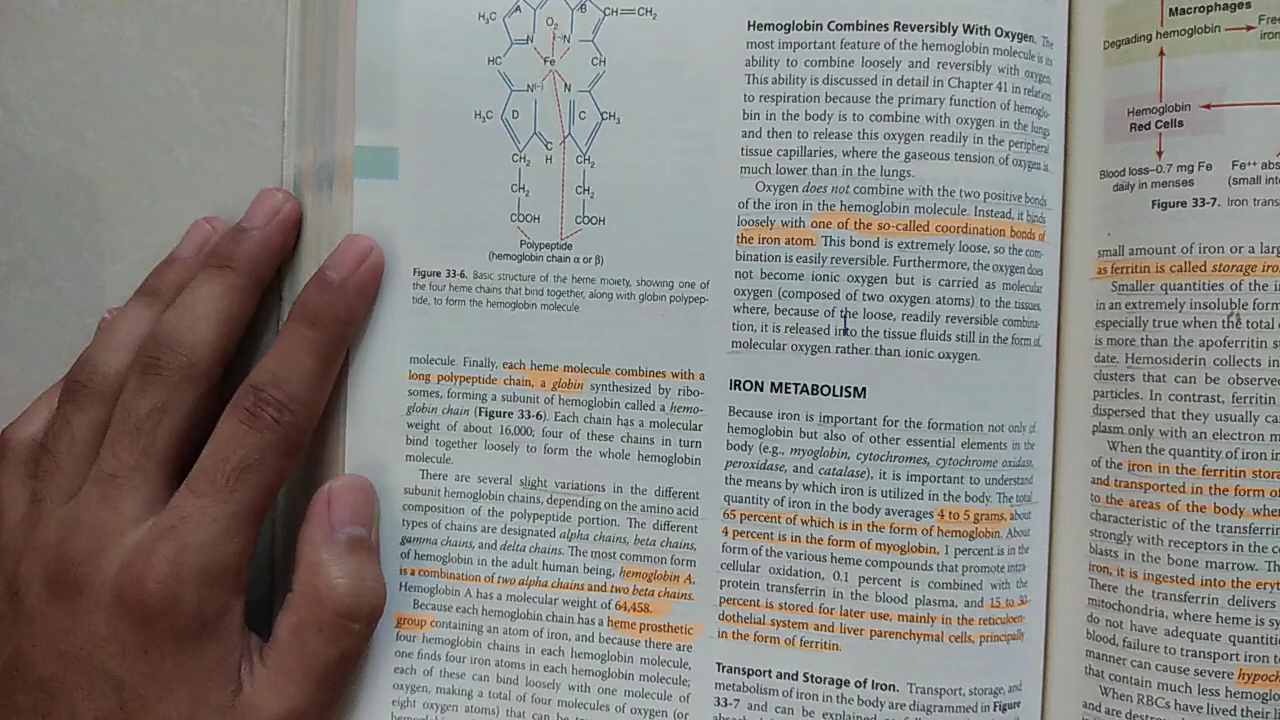 H₃C
A
B
CH=CH₂
O₂
N
N
HC
Fe
CH
N(-)
N
H₃C
D
C
CH₃
C
H
CH₂
CH₂
CH₂
CH₂
COOH
COOH
Polypeptide
(hemoglobin chain α or β)
Figure 33-6. Basic structure of the heme moiety, showing one of
the four heme chains that bind together, along with globin polypep-
tide, to form the hemoglobin molecule.
molecule. Finally, each heme molecule combines with a
long polypeptide chain, a globin synthesized by ribo-
somes, forming a subunit of hemoglobin called a hemo-
globin chain (Figure 33-6). Each chain has a molecular
weight of about 16,000; four of these chains in turn
bind together loosely to form the whole hemoglobin
molecule.
There are several slight variations in the different
subunit hemoglobin chains, depending on the amino acid
composition of the polypeptide portion. The different
types of chains are designated alpha chains, beta chains,
gamma chains, and delta chains. The most common form
of hemoglobin in the adult human being, hemoglobin A,
is a combination of two alpha chains and two beta chains.
Hemoglobin A has a molecular weight of 64,458.
Because each hemoglobin chain has a heme prosthetic
group containing an atom of iron, and because there are
four hemoglobin chains in each hemoglobin molecule,
one finds four iron atoms in each hemoglobin molecule;
each of these can bind loosely with one molecule of
oxygen, making a total of four molecules of oxygen (or
eight oxygen atoms) that can be
Hemoglobin Combines Reversibly With Oxygen. The
most important feature of the hemoglobin molecule is its
ability to combine loosely and reversibly with oxygen.
This ability is discussed in detail in Chapter 41 in relation
to respiration because the primary function of hemoglo-
bin in the body is to combine with oxygen in the lungs
and then to release this oxygen readily in the peripheral
tissue capillaries, where the gaseous tension of oxygen is
much lower than in the lungs.
Oxygen does not combine with the two positive bonds
of the iron in the hemoglobin molecule. Instead, it binds
loosely with one of the so-called coordination bonds of
the iron atom. This bond is extremely loose, so the com-
bination is easily reversible. Furthermore, the oxygen does
not become ionic oxygen but is carried as molecular
oxygen (composed of two oxygen atoms) to the tissues,
where, because of the loose, readily reversible combina-
tion, it is released into the tissue fluids still in the form of
molecular oxygen rather than ionic oxygen.
IRON METABOLISM
Because iron is important for the formation not only of
hemoglobin but also of other essential elements in the
body (e.g., myoglobin, cytochromes, cytochrome oxidase,
peroxidase, and catalase), it is important to understand
the means by which iron is utilized in the body. The total
quantity of iron in the body averages 4 to 5 grams, about
65 percent of which is in the form of hemoglobin. About
4 percent is in the form of myoglobin, 1 percent is in the
form of the various heme compounds that promote intra-
cellular oxidation, 0.1 percent is combined with the
protein transferrin in the blood plasma, and 15 to 30
percent is stored for later use, mainly in the reticuloen-
dothelial system and liver parenchymal cells, principally
in the form of ferritin.
Transport and Storage of Iron. Transport, storage, and
metabolism of iron in the body are diagrammed in Figure
33-7 and can be explained
Macrophages
Degrading hemoglobin
Fre
iron
Hemoglobin
Red Cells
Blood loss–0.7 mg Fe
daily in menses
Fe++ abs
(small int
Figure 33-7. Iron trans
small amount of iron or a larg
as ferritin is called storage iro
Smaller quantities of the i
in an extremely insoluble form
especially true when the total
is more than the apoferritin s
date. Hemosiderin collects in
clusters that can be observe
particles. In contrast, ferritin
dispersed that they usually ca
plasma only with an electron m
When the quantity of iron in
of the iron in the ferritin stor
and transported in the form o
to the areas of the body whe
characteristic of the transferri
strongly with receptors in the c
blasts in the bone marrow. Th
iron, it is ingested into the ery
There the transferrin delivers
mitochondria, where heme is sy
do not have adequate quantiti
blood, failure to transport iron t
manner can cause severe hypoch
that contain much less hemoglo
When RBCs have lived their l
and are dest